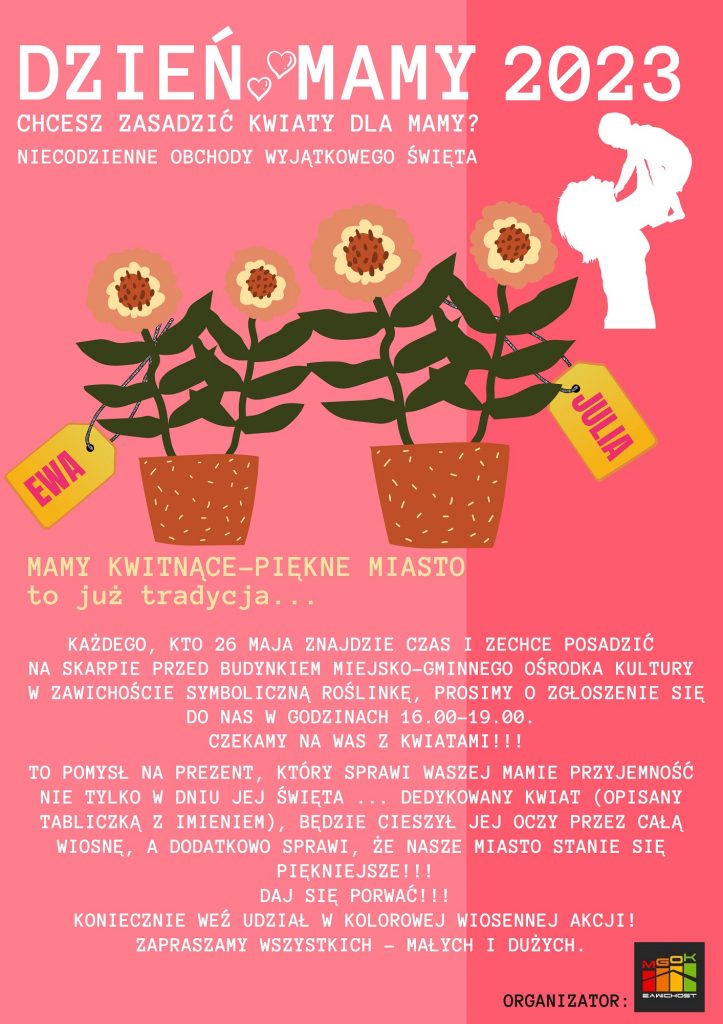 DZIEŃ MAMY 2023
CHCESZ ZASADZIĆ KWIATY DLA MAMY?
NIECODZIENNE OBCHODY WYJĄTKOWEGO ŚWIĘTA
EWA
JULIA
MAMY KWITNĄCE-PIĘKNE MIASTO
to już tradycja...
KAŻDEGO, KTO 26 MAJA ZNAJDZIE CZAS I ZECHCE POSADZIĆ
NA SKARPIE PRZED BUDYNKIEM MIEJSKO-GMINNEGO OŚRODKA KULTURY
W ZAWICHOŚCIE SYMBOLICZNĄ ROŚLINKĘ, PROSIMY O ZGŁOSZENIE SIĘ
DO NAS W GODZINACH 16.00-19.00.
CZEKAMY NA WAS Z KWIATAMI!!!
TO POMYSŁ NA PREZENT, KTÓRY SPRAWI WASZEJ MAMIE PRZYJEMNOŚĆ
NIE TYLKO W DNIU JEJ ŚWIĘTA ... DEDYKOWANY KWIAT (OPISANY
TABLICZKĄ Z IMIENIEM), BĘDZIE CIESZYŁ JEJ OCZY PRZEZ CAŁĄ
WIOSNĘ, A DODATKOWO SPRAWI, ŻE NASZE MIASTO STANIE SIĘ
PIĘKNIEJSZE!!!
DAJ SIĘ PORWAĆ!!!
KONIECZNIE WEŹ UDZIAŁ W KOLOROWEJ WIOSENNEJ AKCJI!
ZAPRASZAMY WSZYSTKICH - MAŁYCH I DUŻYCH.
ORGANIZATOR:
MGOK
ZAWICHOST